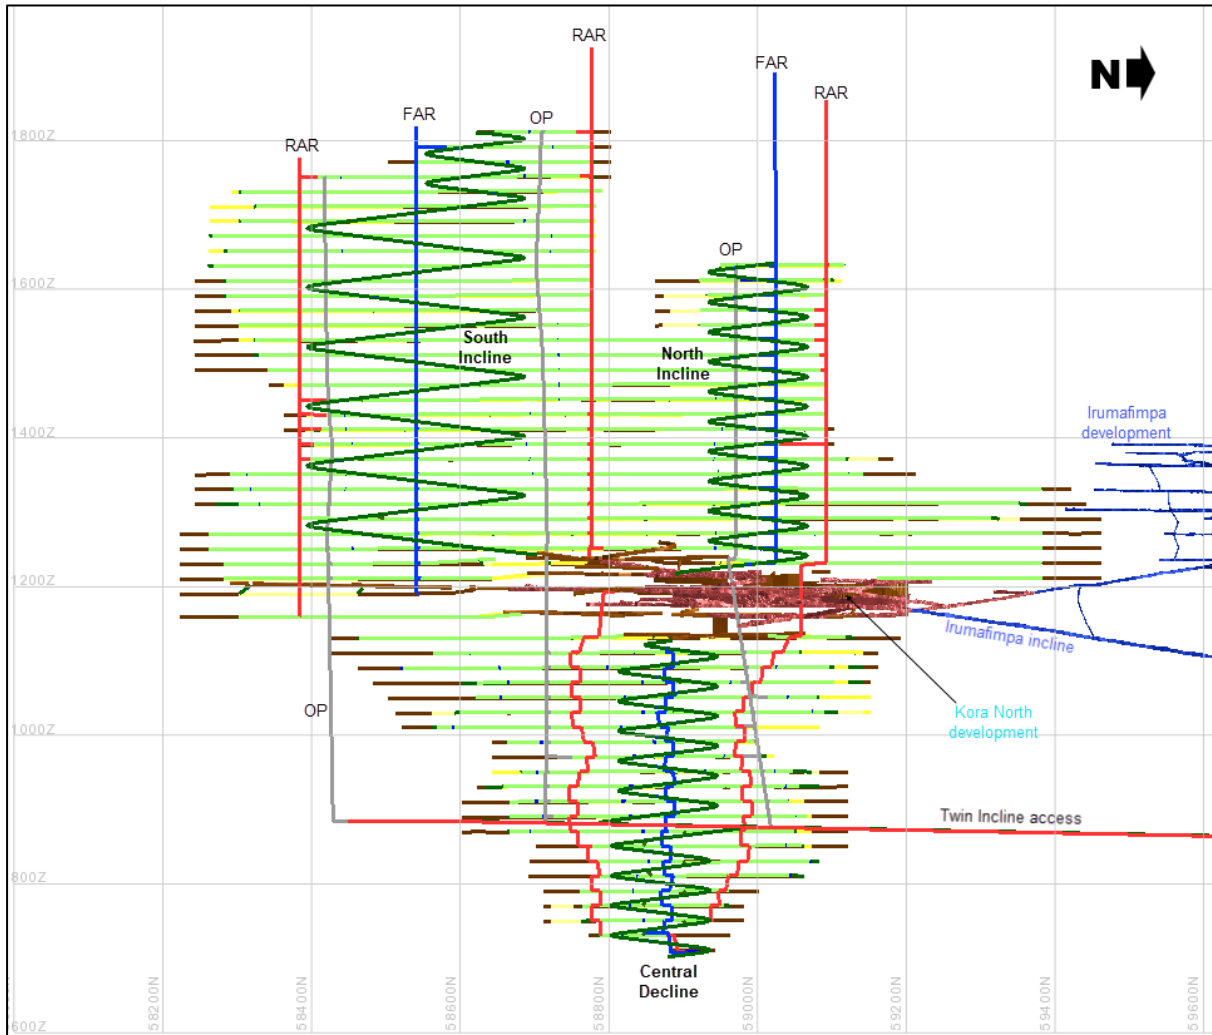 RAR
FAR
N
RAR
FAR
OP
RAR
1800Z
OP
1600Z
South
Incline
North
Incline
1400Z
Irumafimpa
development
1200Z
Irumafimpa incline
OP
Kora North
development
1000Z
Twin Incline access
800Z
Central
Decline
58200N
58400N
58600N
58800N
59000N
59200N
59400N
59600N
600Z